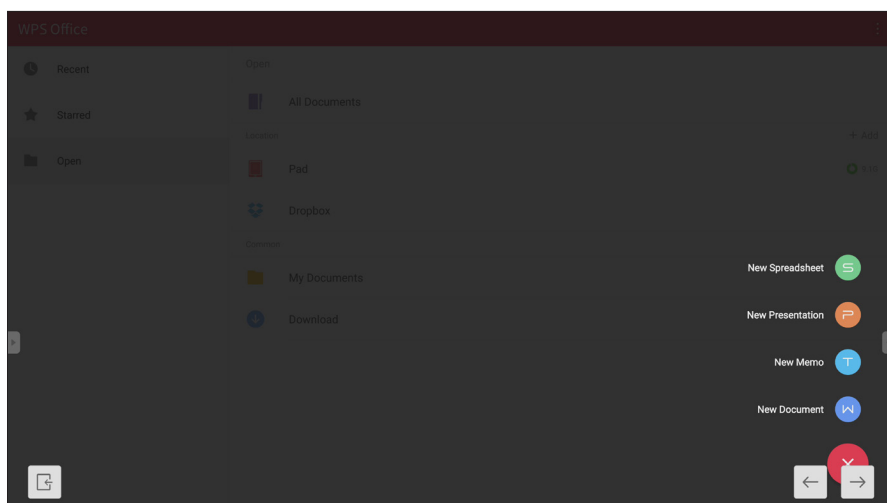 WPS Office
Recent
Starred
Open
Open
All Documents
Location
+ Add
Pad
Dropbox
Common
My Documents
Download
New Spreadsheet
New Presentation
New Memo
New Document